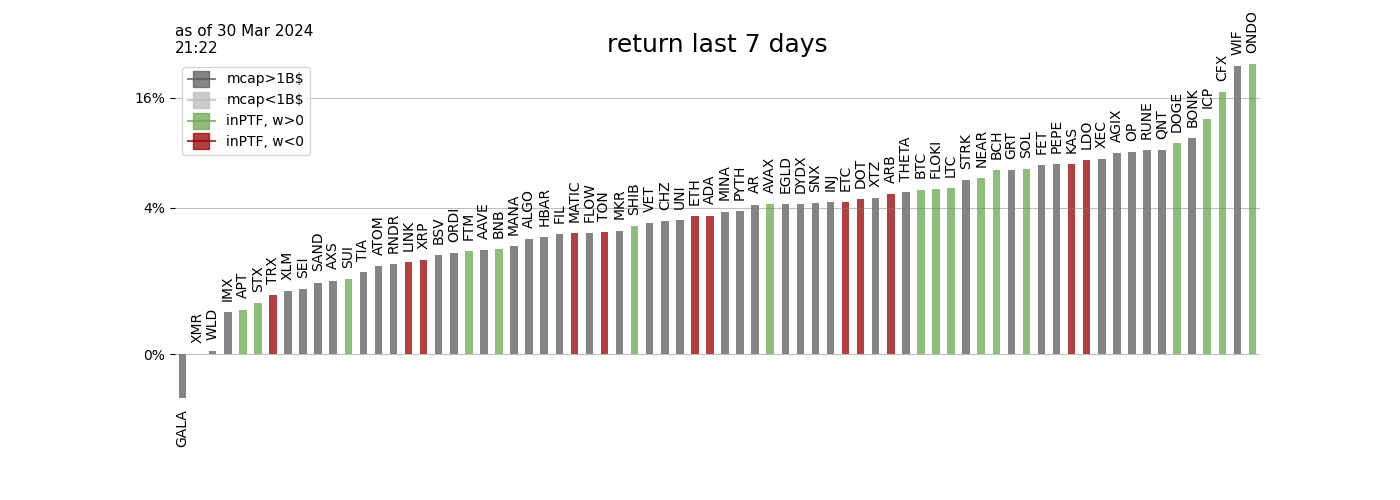 as of 30 Mar 2024
21:22
return last 7 days
mcap>1B$
mcap<1B$
inPTF, w>0
inPTF, w<0
16%
4%
0%
GALA
XMR
WLD
IMX
APT
STX
TRX
XLM
SEI
SAND
AXS
SUI
TIA
ATOM
RNDR
LINK
XRP
BSV
ORDI
FTM
AAVE
BNB
MANA
ALGO
HBAR
FIL
MATIC
FLOW
TON
MKR
SHIB
VET
CHZ
UNI
ETH
ADA
MINA
PYTH
AR
AVAX
EGLD
DYDX
SNX
INJ
ETC
DOT
XTZ
ARB
THETA
BTC
FLOKI
LTC
STRK
NEAR
BCH
GRT
SOL
FET
PEPE
KAS
LDO
XEC
AGIX
OP
RUNE
QNT
DOGE
BONK
ICP
CFX
WIF
ONDO